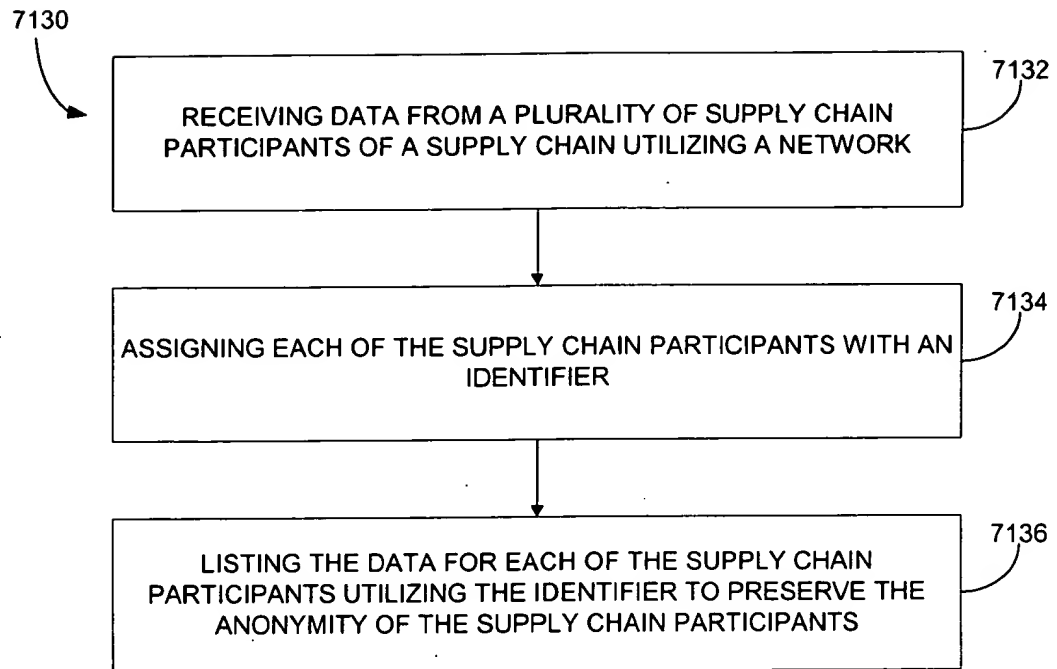 7130
7132
RECEIVING DATA FROM A PLURALITY OF SUPPLY CHAIN
PARTICIPANTS OF A SUPPLY CHAIN UTILIZING A NETWORK
7134
ASSIGNING EACH OF THE SUPPLY CHAIN PARTICIPANTS WITH AN
IDENTIFIER
7136
LISTING THE DATA FOR EACH OF THE SUPPLY CHAIN
PARTICIPANTS UTILIZING THE IDENTIFIER TO PRESERVE THE
ANONYMITY OF THE SUPPLY CHAIN PARTICIPANTS